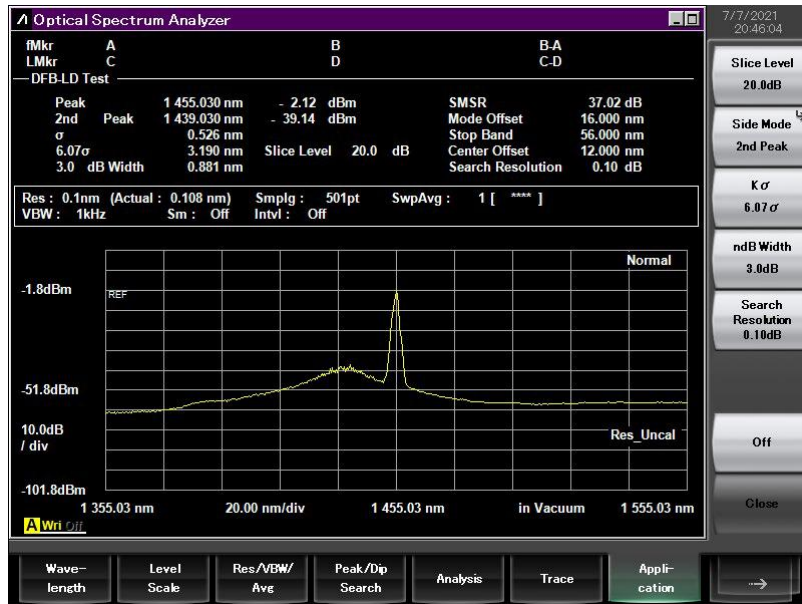 Optical Spectrum Analyzer
7/7/2021
20:46:04
fMkr A B B-A
LMkr C D C-D
DFB-LD Test
Peak 1 455.030 nm - 2.12 dBm SMSR 37.02 dB
2nd Peak 1 439.030 nm - 39.14 dBm Mode Offset 16.000 nm
σ 0.526 nm Stop Band 56.000 nm
6.07σ 3.190 nm Slice Level 20.0 dB Center Offset 12.000 nm
3.0 dB Width 0.881 nm Search Resolution 0.10 dB
Res : 0.1nm (Actual : 0.108 nm) Smplg : 501pt SwpAvg : 1 [ **** ]
VBW : 1kHz Sm : Off Intvl : Off
Normal
-1.8dBm
REF
-51.8dBm
10.0dB
/ div
Res_Uncal
-101.8dBm
1 355.03 nm 20.00 nm/div 1 455.03 nm in Vacuum 1 555.03 nm
A Wri Off
Slice Level
20.0dB
Side Mode
2nd Peak
Kσ
6.07σ
ndB Width
3.0dB
Search
Resolution
0.10dB
Off
Close
Wave-
length
Level
Scale
Res/VBW/
Avg
Peak/Dip
Search
Analysis
Trace
Appli-
cation